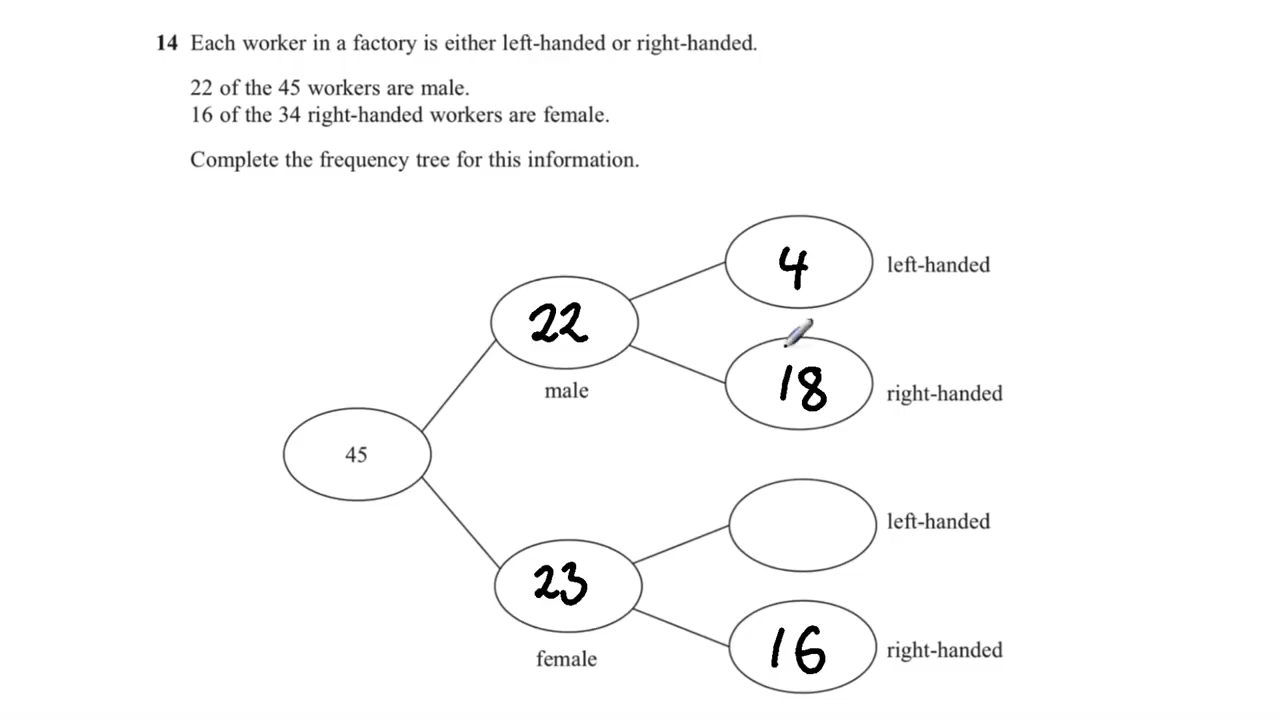 14 Each worker in a factory is either left-handed or right-handed.
22 of the 45 workers are male.
16 of the 34 right-handed workers are female.
Complete the frequency tree for this information.
4 left-handed
22
male
18 right-handed
45
left-handed
23
female
16 right-handed